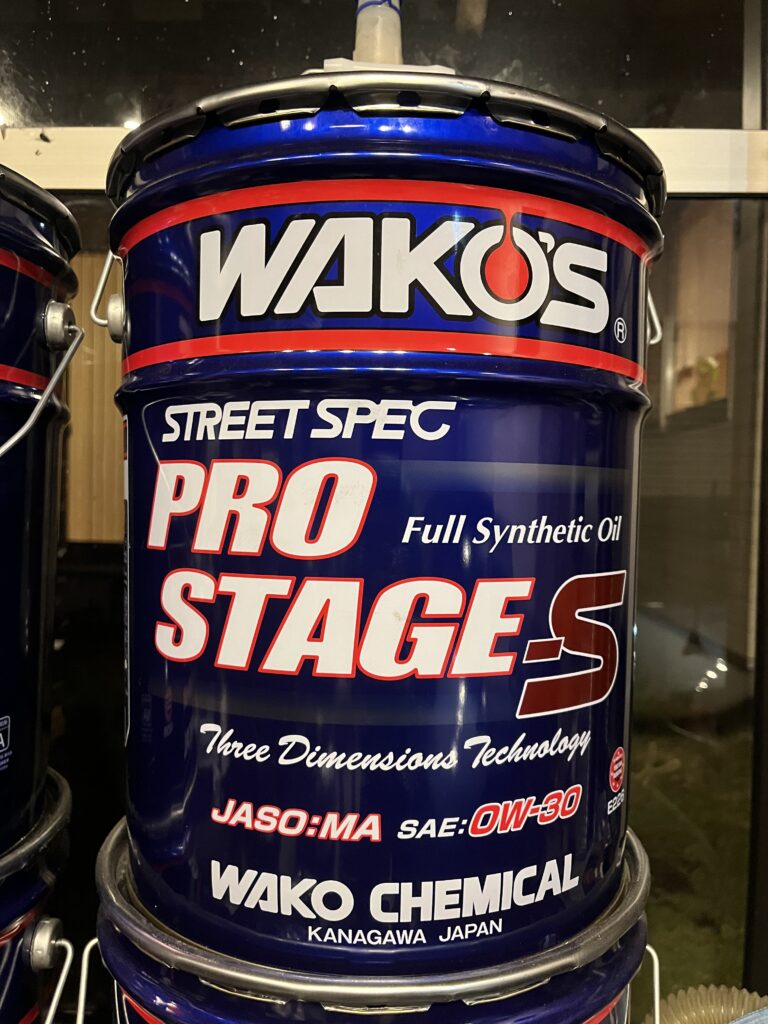 WAKO'S®
STREET SPEC
PRO
Full Synthetic Oil
STAGE-S
Three Dimensions Technology
JASO:MA SAE:0W-30
WAKO CHEMICAL
KANAGAWA JAPAN